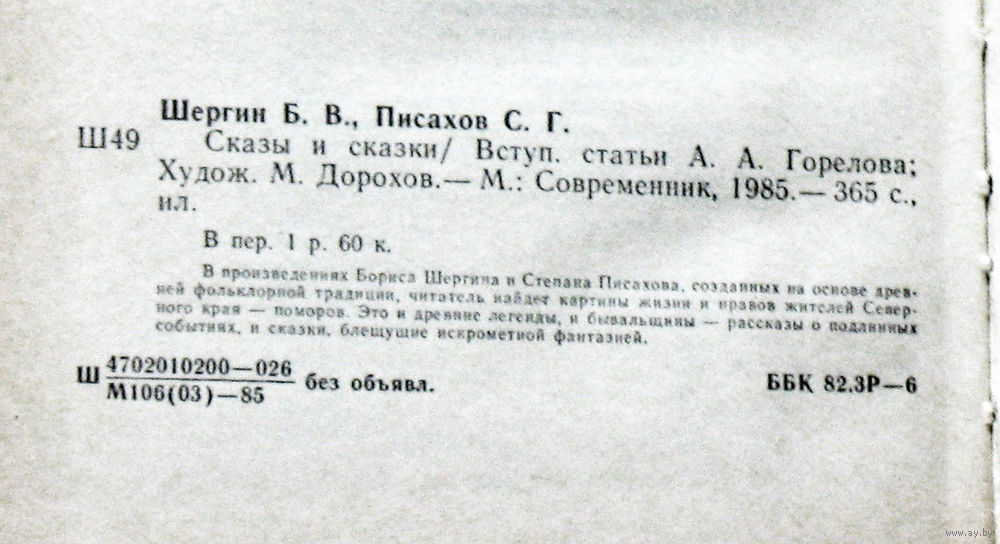 Шергин Б. В., Писахов С. Г.
Ш49 Сказы и сказки/ Вступ. статьи А. А. Горелова;
Худож. М. Дорохов.— М.: Современник, 1985.— 365 с.,
ил.
В пер. 1 р. 60 к.
В произведениях Бориса Шергина и Степана Писахова, созданных на основе древ-
ней фольклорной традиции, читатель найдет картины жизни и нравов жителей Север-
ного края — поморов. Это и древние легенды, и бывальщины — рассказы о подлинных
событиях, и сказки, блещущие искрометной фантазией.
Ш 4702010200—026
М106(03)—85 без объявл. ББК 82.3Р—6
www.ay.by